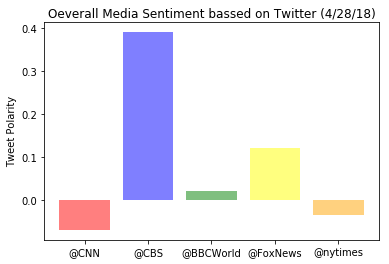 Oeverall Media Sentiment bassed on Twitter (4/28/18)
0.4
0.3
0.2
0.1
0.0
Tweet Polarity
@CNN @CBS @BBCWorld @FoxNews @nytimes